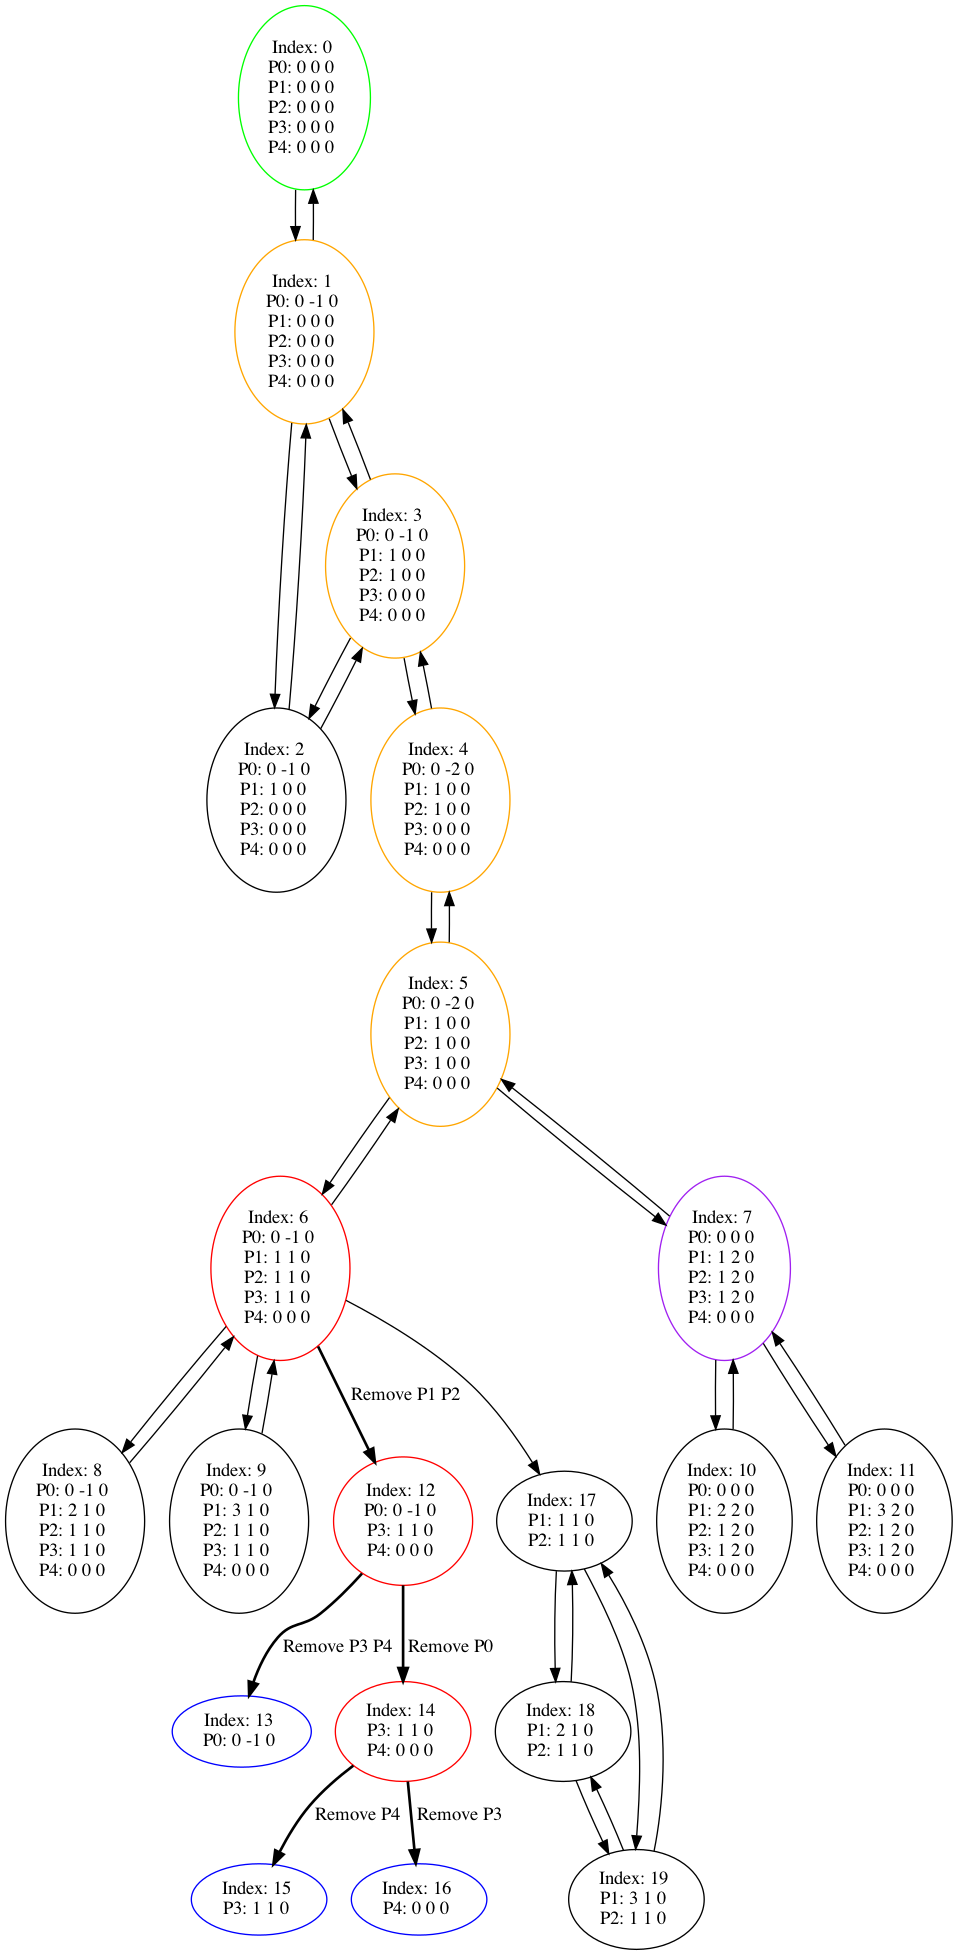 Index: 0
P0: 0 0 0
P1: 0 0 0
P2: 0 0 0
P3: 0 0 0
P4: 0 0 0
Index: 1
P0: 0 -1 0
P1: 0 0 0
P2: 0 0 0
P3: 0 0 0
P4: 0 0 0
Index: 3
P0: 0 -1 0
P1: 1 0 0
P2: 1 0 0
P3: 0 0 0
P4: 0 0 0
Index: 2
P0: 0 -1 0
P1: 1 0 0
P2: 0 0 0
P3: 0 0 0
P4: 0 0 0
Index: 4
P0: 0 -2 0
P1: 1 0 0
P2: 1 0 0
P3: 0 0 0
P4: 0 0 0
Index: 5
P0: 0 -2 0
P1: 1 0 0
P2: 1 0 0
P3: 1 0 0
P4: 0 0 0
Index: 6
P0: 0 -1 0
P1: 1 1 0
P2: 1 1 0
P3: 1 1 0
P4: 0 0 0
Index: 7
P0: 0 0 0
P1: 1 2 0
P2: 1 2 0
P3: 1 2 0
P4: 0 0 0
Remove P1 P2
Index: 8
P0: 0 -1 0
P1: 2 1 0
P2: 1 1 0
P3: 1 1 0
P4: 0 0 0
Index: 9
P0: 0 -1 0
P1: 3 1 0
P2: 1 1 0
P3: 1 1 0
P4: 0 0 0
Index: 12
P0: 0 -1 0
P3: 1 1 0
P4: 0 0 0
Index: 17
P1: 1 1 0
P2: 1 1 0
Index: 10
P0: 0 0 0
P1: 2 2 0
P2: 1 2 0
P3: 1 2 0
P4: 0 0 0
Index: 11
P0: 0 0 0
P1: 3 2 0
P2: 1 2 0
P3: 1 2 0
P4: 0 0 0
Remove P3 P4
Remove P0
Index: 13
P0: 0 -1 0
Index: 14
P3: 1 1 0
P4: 0 0 0
Index: 18
P1: 2 1 0
P2: 1 1 0
Remove P4
Remove P3
Index: 15
P3: 1 1 0
Index: 16
P4: 0 0 0
Index: 19
P1: 3 1 0
P2: 1 1 0